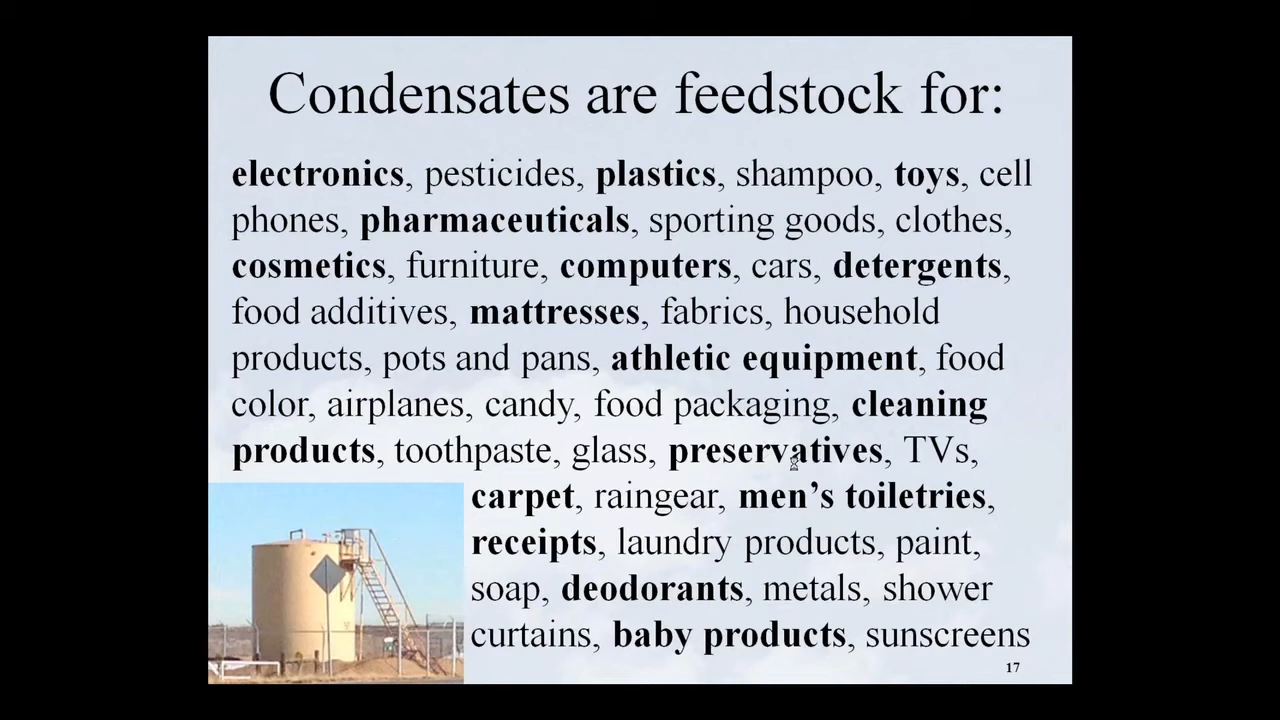 Condensates are feedstock for:
electronics, pesticides, plastics, shampoo, toys, cell
phones, pharmaceuticals, sporting goods, clothes,
cosmetics, furniture, computers, cars, detergents,
food additives, mattresses, fabrics, household
products, pots and pans, athletic equipment, food
color, airplanes, candy, food packaging, cleaning
products, toothpaste, glass, preservatives, TVs,
carpet, raingear, men’s toiletries,
receipts, laundry products, paint,
soap, deodorants, metals, shower
curtains, baby products, sunscreens
17